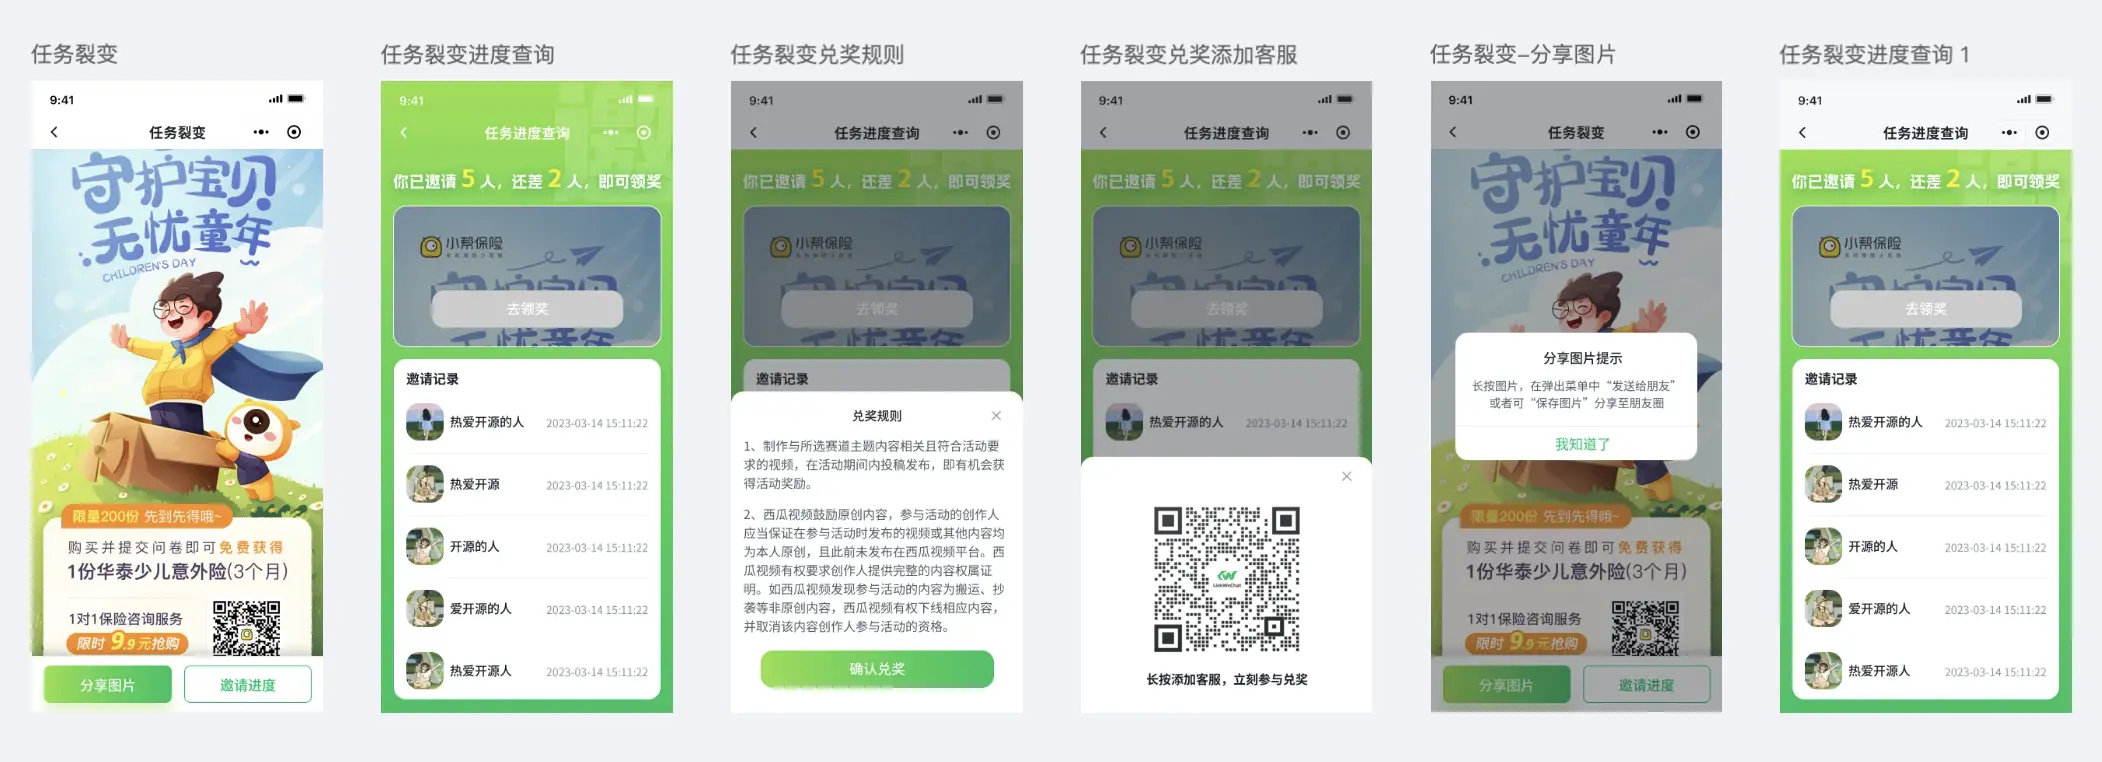 任务裂变
9:41
任务裂变
守护宝贝
无忧童年
CHILDREN'S DAY
限量200份 先到先得哦~
购买并提交问卷即可免费获得
1份华泰少儿意外险(3个月)
1对1保险咨询服务
限时 9.9元抢购
分享图片
邀请进度
任务裂变进度查询
9:41
任务进度查询
你已邀请 5 人，还差 2 人，即可领奖
小帮保险
去领奖
邀请记录
热爱开源的人 2023-03-14 15:11:22
热爱开源 2023-03-14 15:11:22
开源的人 2023-03-14 15:11:22
爱开源的人 2023-03-14 15:11:22
热爱开源人 2023-03-14 15:11:22
任务裂变兑奖规则
9:41
任务进度查询
你已邀请 5 人，还差 2 人，即可领奖
小帮保险
去领奖
邀请记录
兑奖规则
1、制作与所选赛道主题内容相关且符合活动要
求的视频，在活动期间内投稿发布，即有机会获
得活动奖励。
2、西瓜视频鼓励原创内容，参与活动的创作人
应当保证在参与活动时发布的视频或其他内容均
为本人原创，且此前未发布在西瓜视频平台。西
瓜视频有权要求创作人提供完整的内容权属证
明。如西瓜视频发现参与活动的内容为搬运、抄
袭等非原创内容，西瓜视频有权下线相应内容，
并取消该内容创作人参与活动的资格。
确认兑奖
任务裂变兑奖添加客服
9:41
任务进度查询
你已邀请 5 人，还差 2 人，即可领奖
小帮保险
去领奖
邀请记录
热爱开源的人 2023-03-14 15:11:22
LinkWeChat
长按添加客服，立刻参与兑奖
任务裂变-分享图片
9:41
任务裂变
守护宝贝
无忧童年
CHILDREN'S DAY
分享图片提示
长按图片，在弹出菜单中“发送给朋友”
或者可“保存图片”分享至朋友圈
我知道了
限量200份 先到先得哦~
购买并提交问卷即可免费获得
1份华泰少儿意外险(3个月)
1对1保险咨询服务
限时 9.9元抢购
分享图片
邀请进度
任务裂变进度查询 1
9:41
任务进度查询
你已邀请 5 人，还差 2 人，即可领奖
小帮保险
去领奖
邀请记录
热爱开源的人 2023-03-14 15:11:22
热爱开源 2023-03-14 15:11:22
开源的人 2023-03-14 15:11:22
爱开源的人 2023-03-14 15:11:22
热爱开源人 2023-03-14 15:11:22